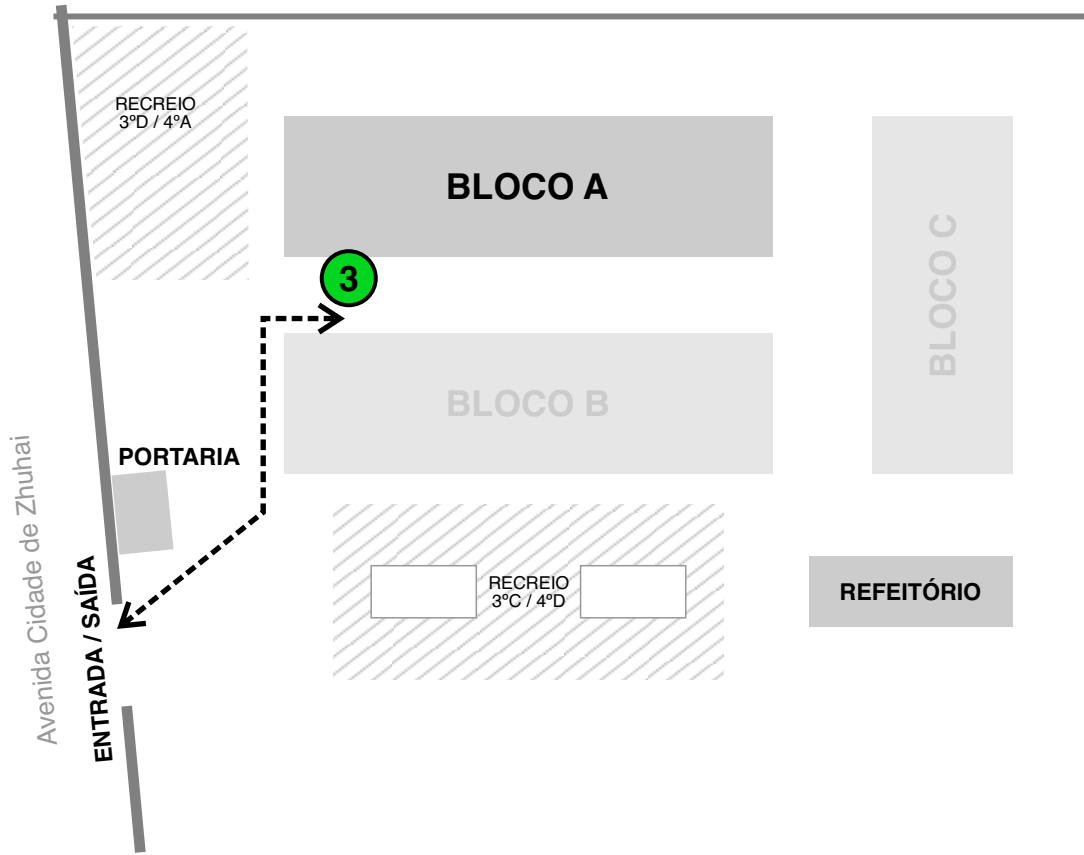 RECREIO
3ºD / 4ºA
BLOCO A
BLOCO C
3
BLOCO B
PORTARIA
Avenida Cidade de Zhuhai
ENTRADA / SAÍDA
RECREIO
3ºC / 4ºD
REFEITÓRIO